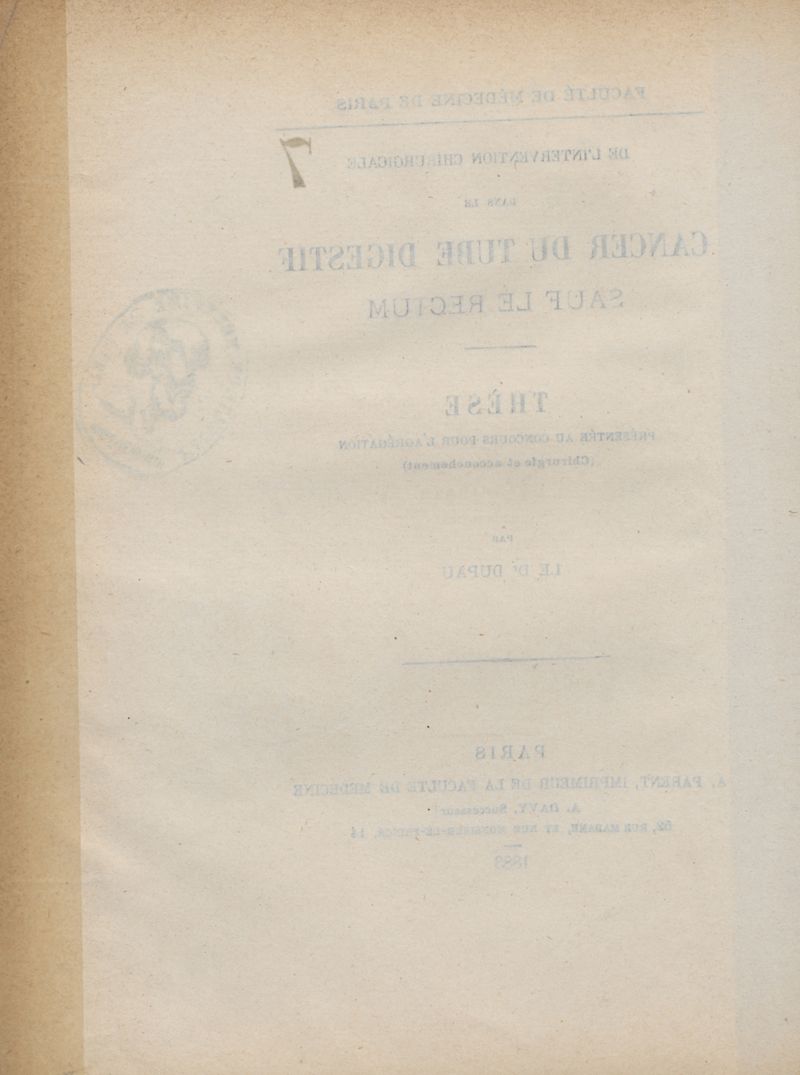 FACULTÉ DE MÉDECINE DE PARIS
7
DE L'INTERVENTION CHIRURGICALE
DANS LE
CANCER DU TUBE DIGESTIF
SAUF LE RECTUM
THÈSE
PRÉSENTÉE AU CONCOURS POUR L'AGRÉGATION
(Chirurgie et accouchement)
PAR
LE Dr DUPAU
PARIS
A. PARENT, IMPRIMEUR DE LA FACULTÉ DE MÉDECINE
A. DAVY, Successeur
52, RUE MADAME, ET RUE MONSIEUR-LE-PRINCE, 14
1883